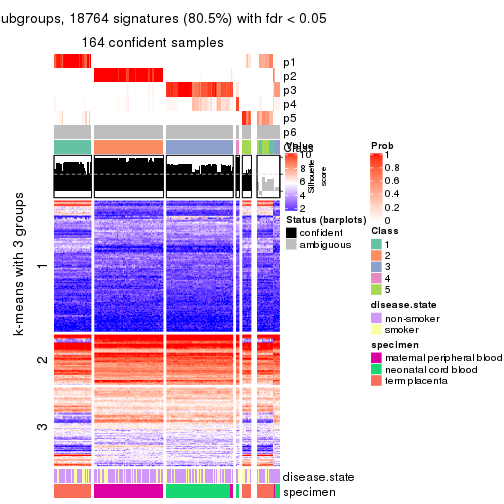 ubgroups, 18764 signatures (80.5%) with fdr < 0.05
164 confident samples
p1
p2
p3
p4
p5
p6
Class
Value
10
8
6
4
2
Silhouette
score
Prob
1
0.8
0.6
0.4
0.2
0
Status (barplots)
confident
ambiguous
Class
1
2
3
4
5
disease.state
non-smoker
smoker
specimen
maternal peripheral blood
neonatal cord blood
term placenta
k-means with 3 groups
1
2
3
disease.state
specimen